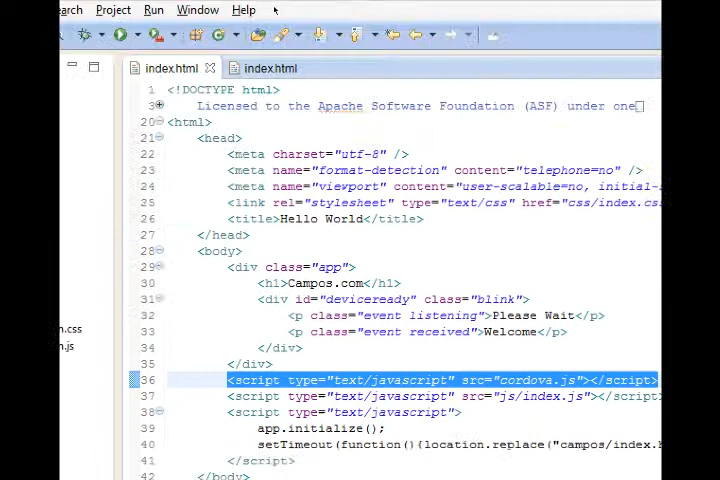 earch Project Run Window Help
index.html index.html
1 <!DOCTYPE html>
3 Licensed to the Apache Software Foundation (ASF) under one
20 <html>
21 <head>
22 <meta charset="utf-8" />
23 <meta name="format-detection" content="telephone=no" />
24 <meta name="viewport" content="user-scalable=no, initial-s
25 <link rel="stylesheet" type="text/css" href="css/index.css
26 <title>Hello World</title>
27 </head>
28 <body>
29 <div class="app">
30 <h1>Campos.com</h1>
31 <div id="deviceready" class="blink">
32 <p class="event listening">Please Wait</p>
n.css
33 <p class="event received">Welcome</p>
n.js
34 </div>
35 </div>
36 <script type="text/javascript" src="cordova.js"></script>
37 <script type="text/javascript" src="js/index.js"></script
38 <script type="text/javascript">
39 app.initialize();
40 setTimeout(function(){location.replace("campos/index.h
41 </script>
42 </body>